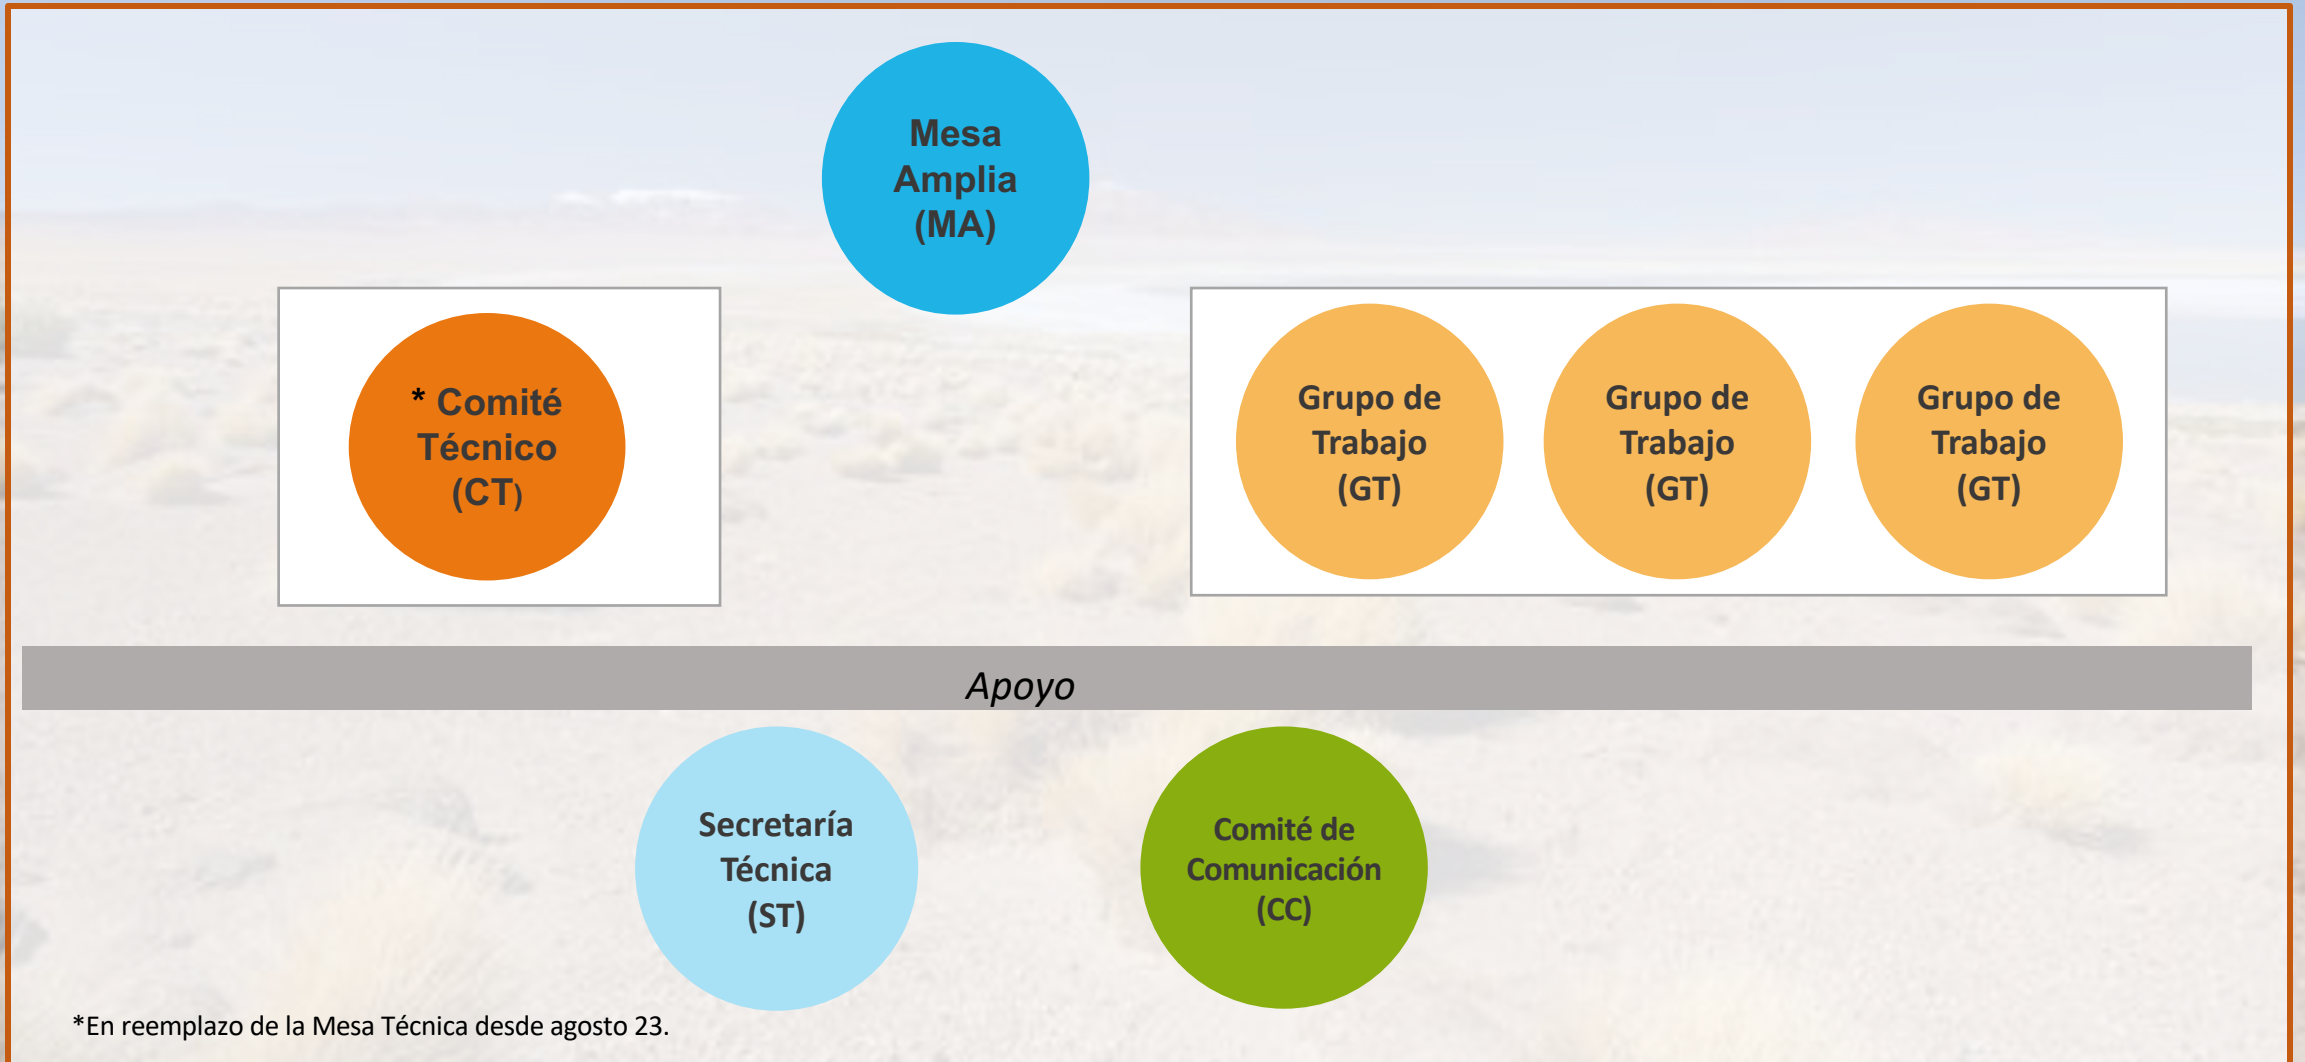 Mesa
Amplia
(MA)
* Comité
Técnico
(CT)
Grupo de
Trabajo
(GT)
Grupo de
Trabajo
(GT)
Grupo de
Trabajo
(GT)
Apoyo
Secretaría
Técnica
(ST)
Comité de
Comunicación
(CC)
*En reemplazo de la Mesa Técnica desde agosto 23.